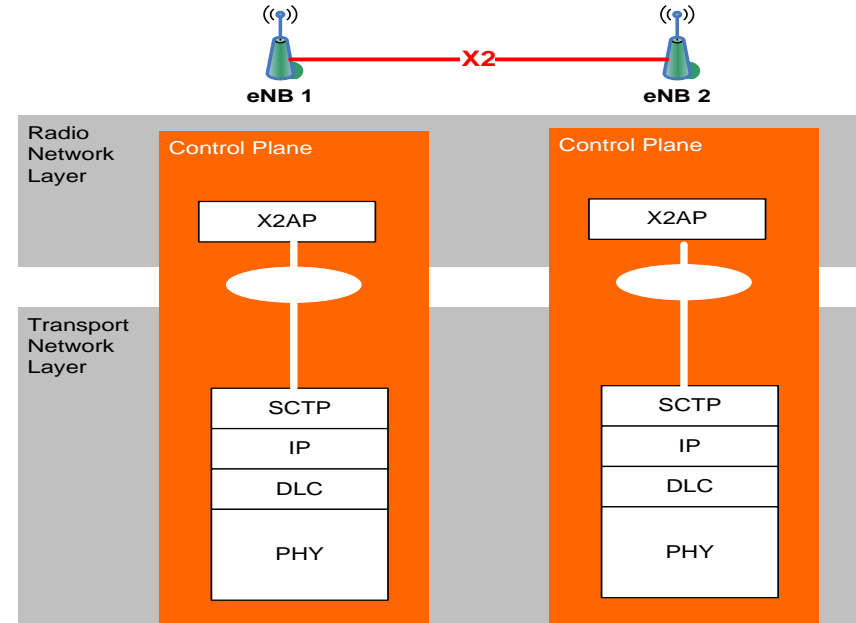 X2
eNB 1
eNB 2
Radio
Network
Layer
Control Plane
Control Plane
X2AP
X2AP
Transport
Network
Layer
SCTP
SCTP
IP
IP
DLC
DLC
PHY
PHY